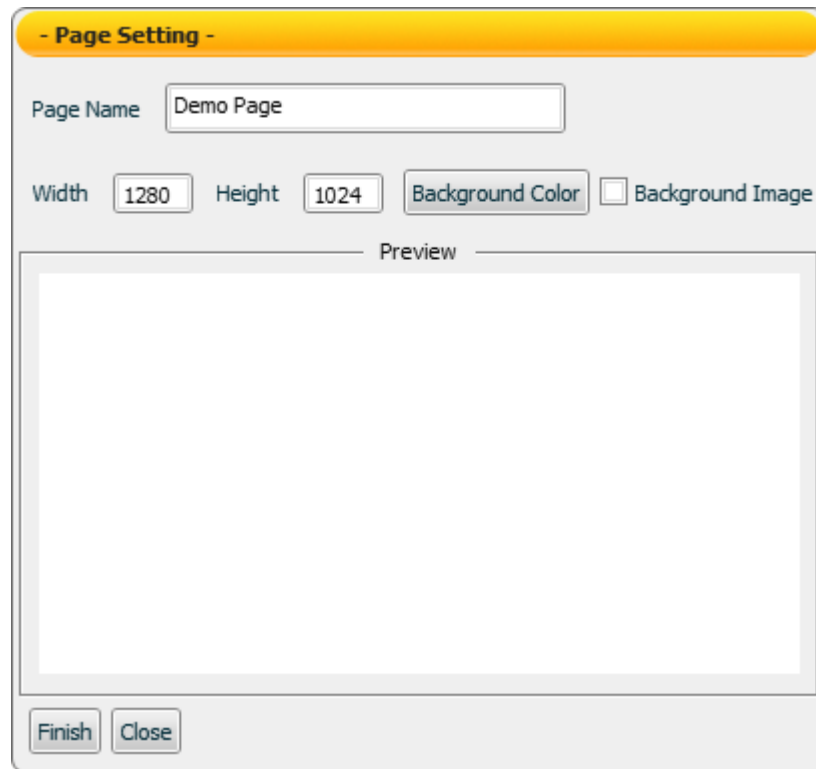 - Page Setting -
Page Name Demo Page
Width 1280 Height 1024 Background Color Background Image
Preview
Finish Close